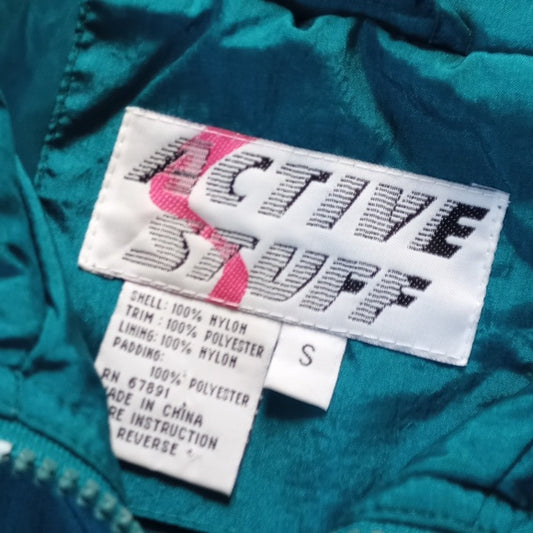 ACTIVE
STUFF
S
SHELL: 100% NYLON
TRIM: 100% POLYESTER
LINING: 100% NYLON
PADDING:
100% POLYESTER
RN 67891
MADE IN CHINA
INSTRUCTION
REVERSE